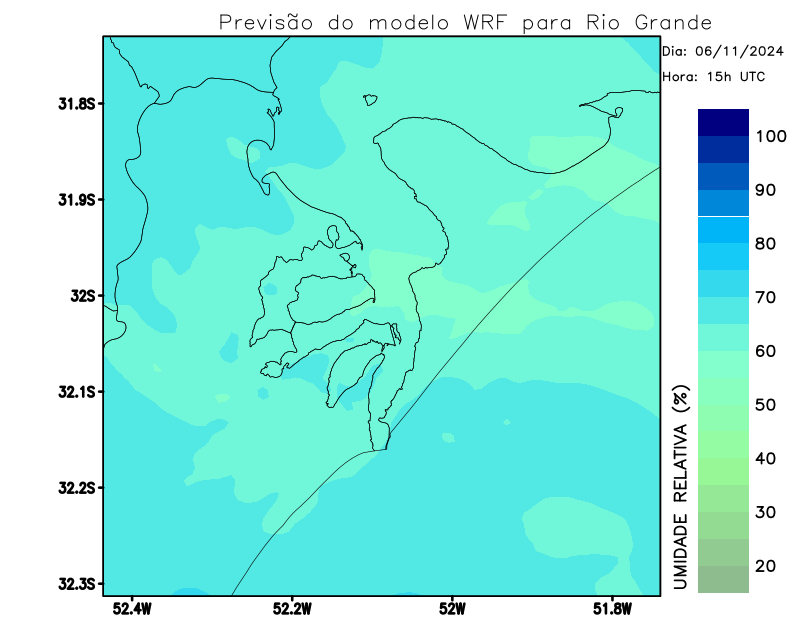 Previsão do modelo WRF para Rio Grande
Dia: 06/11/2024
Hora: 15h UTC
31.8S
31.9S
32S
32.1S
32.2S
32.3S
52.4W
52.2W
52W
51.8W
100
90
80
70
60
50
40
30
20
UMIDADE RELATIVA (%)